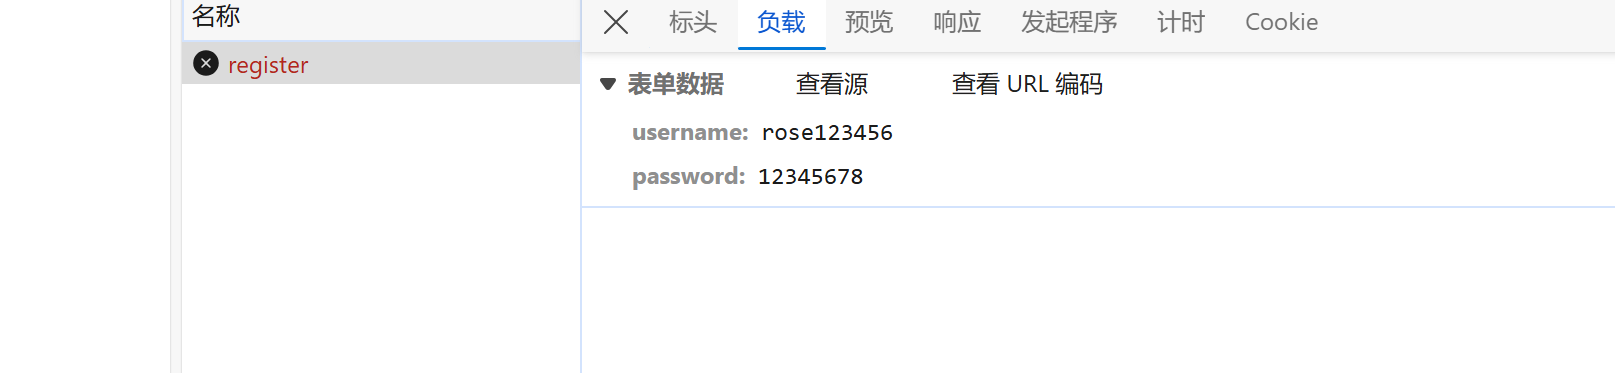 名称
register
标头 负载 预览 响应 发起程序 计时 Cookie
表单数据 查看源 查看 URL 编码
username: rose123456
password: 12345678